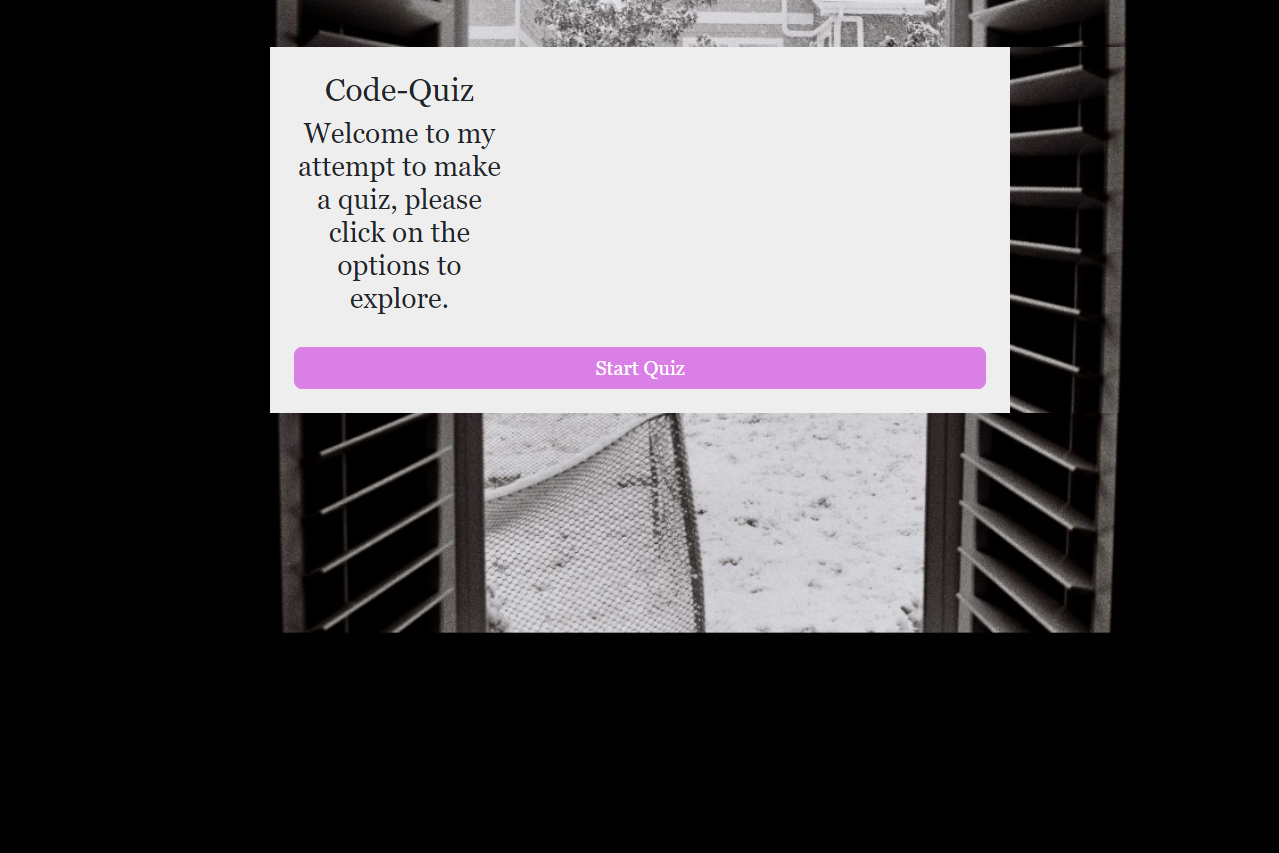 Code-Quiz
Welcome to my
attempt to make
a quiz, please
click on the
options to
explore.
Start Quiz